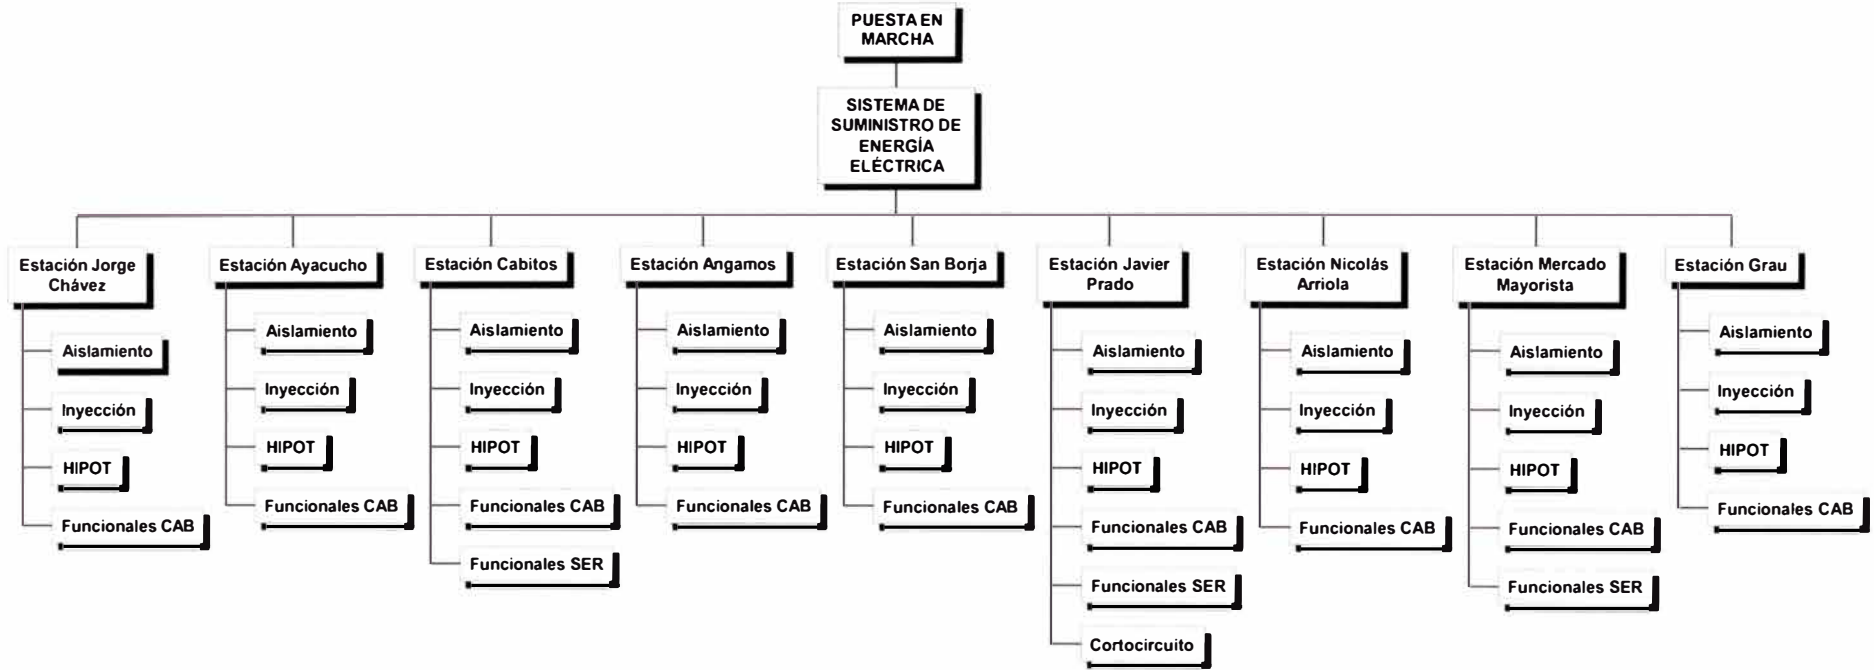 PUESTA EN
MARCHA
SISTEMA DE
SUMINISTRO DE
ENERGÍA
ELÉCTRICA
Estación Jorge
Chávez
Aislamiento
Inyección
HIPOT
Funcionales CAB
Estación Ayacucho
Aislamiento
Inyección
HIPOT
Funcionales CAB
Estación Cabitos
Aislamiento
Inyección
HIPOT
Funcionales CAB
Funcionales SER
Estación Angamos
Aislamiento
Inyección
HIPOT
Funcionales CAB
Estación San Borja
Aislamiento
Inyección
HIPOT
Funcionales CAB
Estación Javier
Prado
Aislamiento
Inyección
HIPOT
Funcionales CAB
Funcionales SER
Cortocircuito
Estación Nicolás
Arriola
Aislamiento
Inyección
HIPOT
Funcionales CAB
Estación Mercado
Mayorista
Aislamiento
Inyección
HIPOT
Funcionales CAB
Funcionales SER
Estación Grau
Aislamiento
Inyección
HIPOT
Funcionales CAB